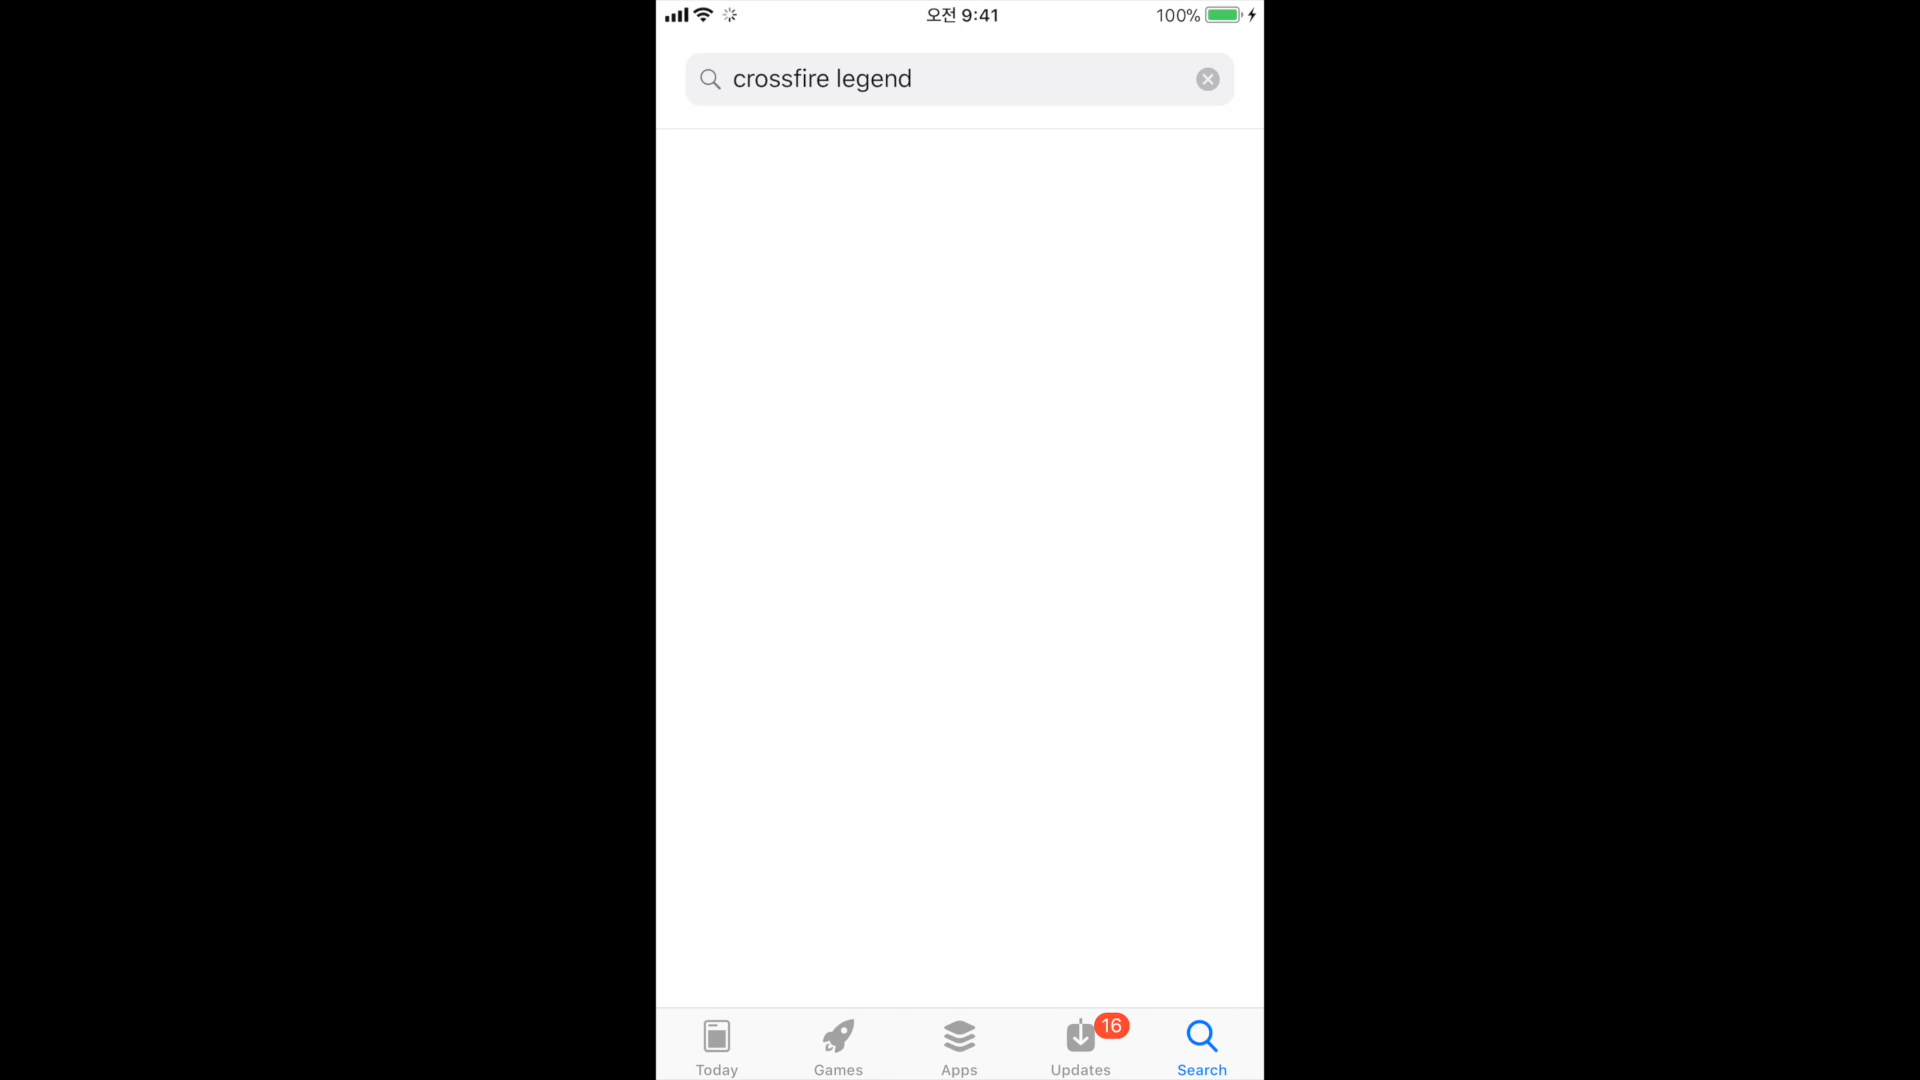 오전 9:41
100%
crossfire legend
16
Today
Games
Apps
Updates
Search